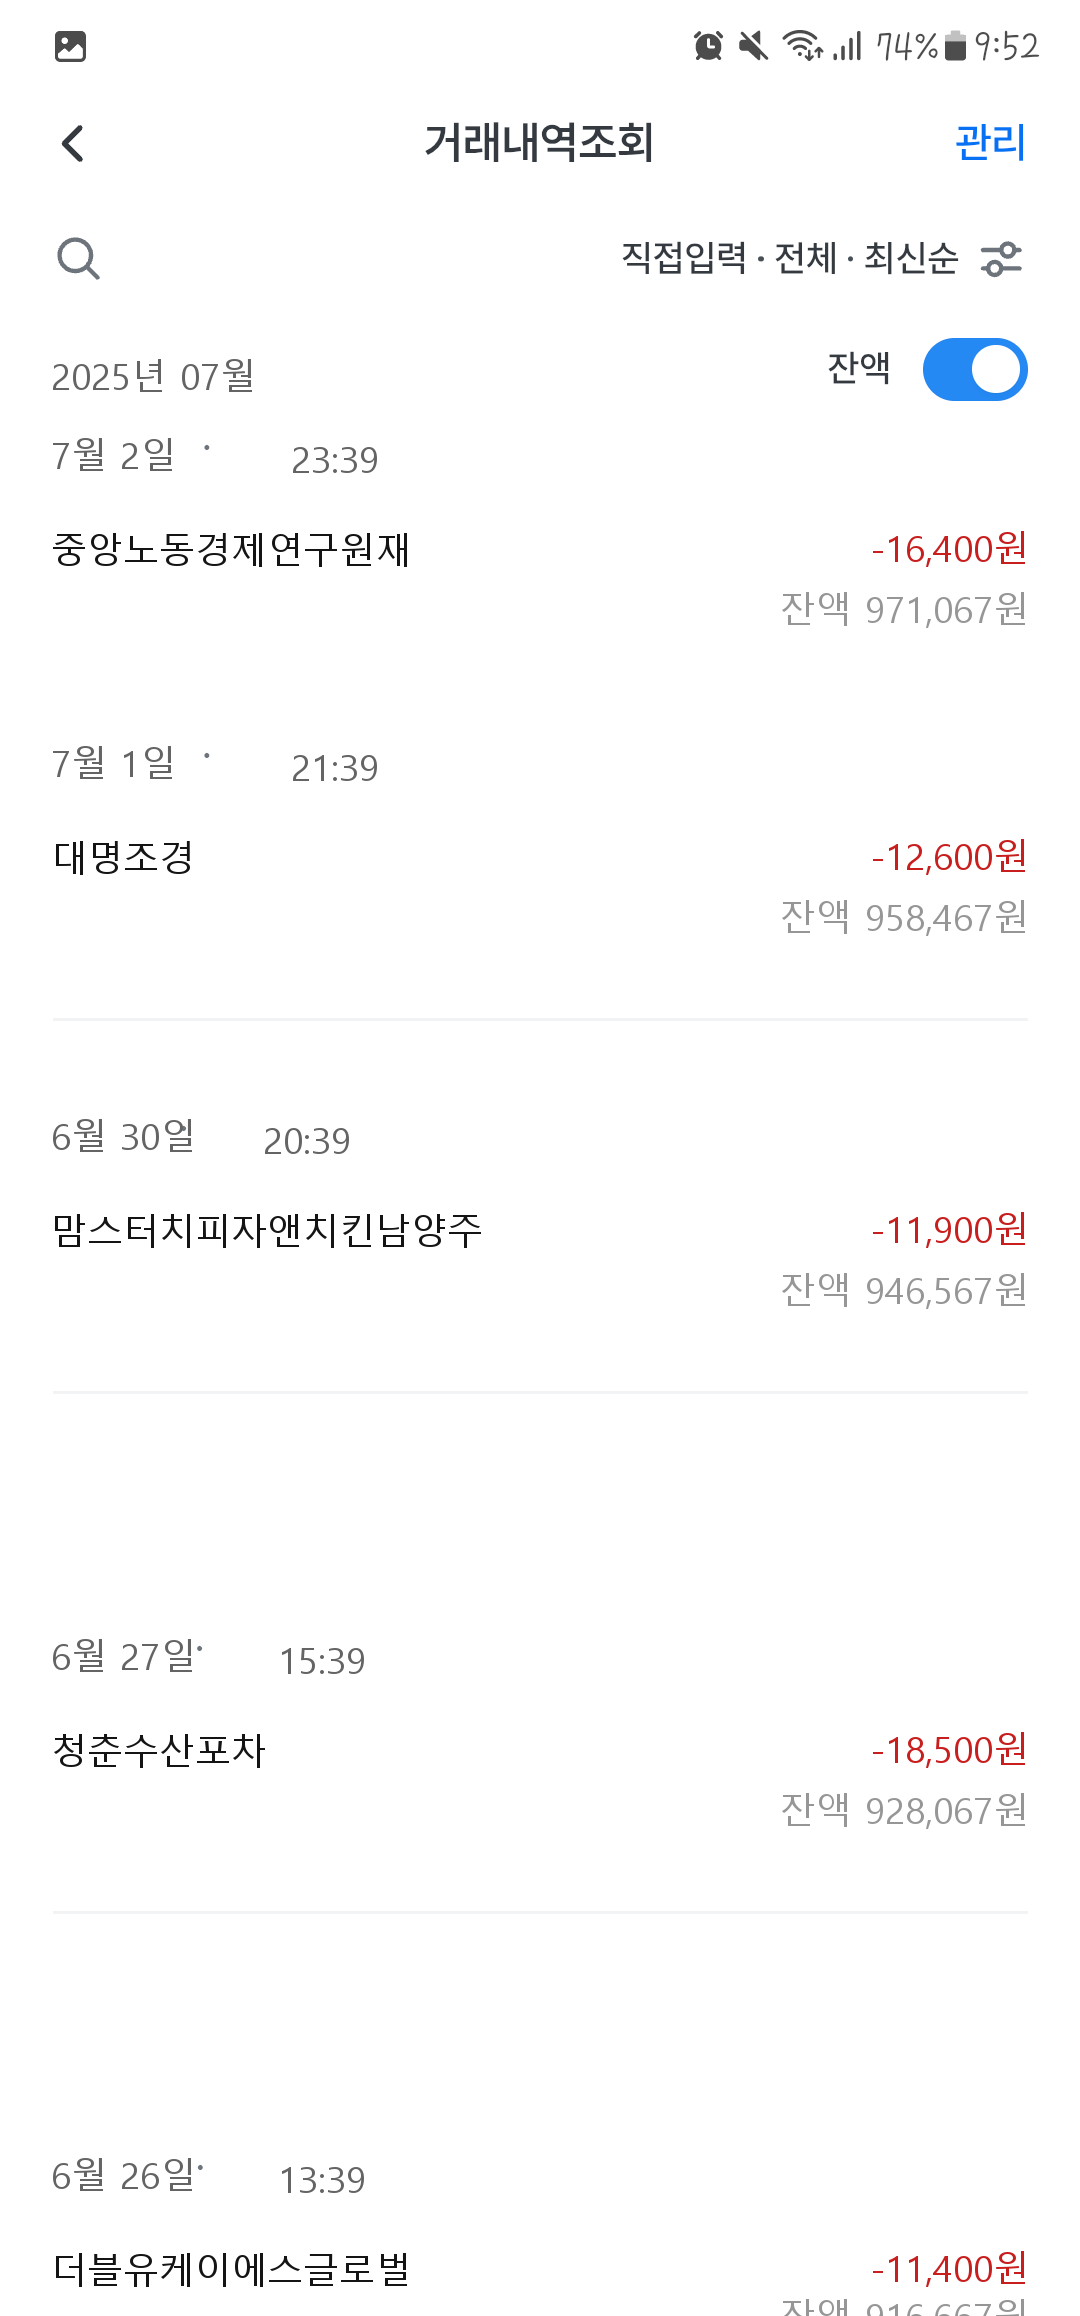 74% 9:52
거래내역조회 관리
직접입력 · 전체 · 최신순
2025년 07월 잔액
7월 2일 · 23:39
중앙노동경제연구원재 -16,400원
잔액 971,067원
7월 1일 · 21:39
대명조경 -12,600원
잔액 958,467원
6월 30일 20:39
맘스터치피자앤치킨남양주 -11,900원
잔액 946,567원
6월 27일· 15:39
청춘수산포차 -18,500원
잔액 928,067원
6월 26일· 13:39
더블유케이에스글로벌 -11,400원
잔액 916,667원